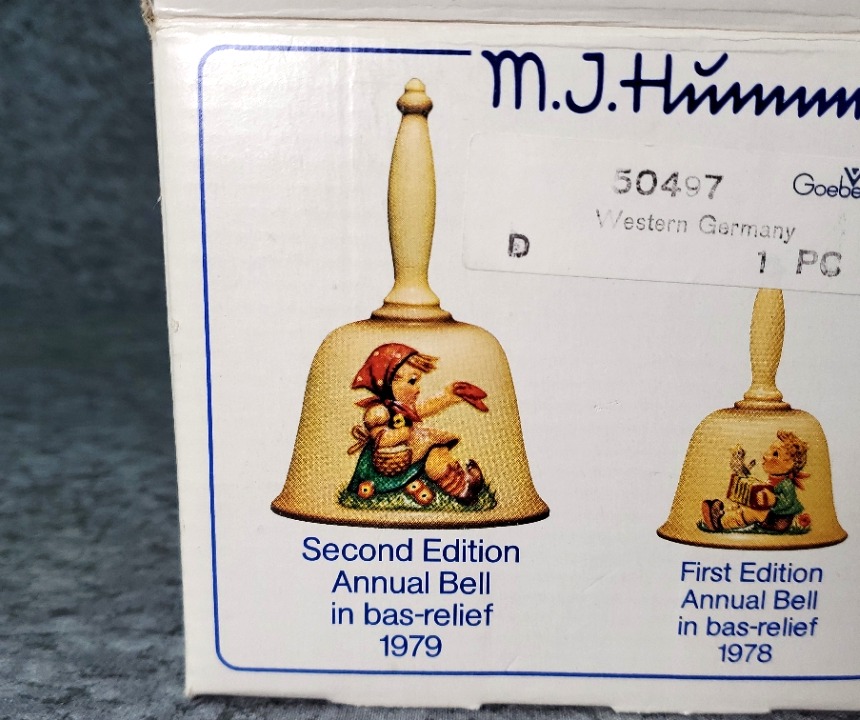 M.J.Humm
50497
Goebe
Western Germany
D
1 PC
Second Edition
Annual Bell
in bas-relief
1979
First Edition
Annual Bell
in bas-relief
1978